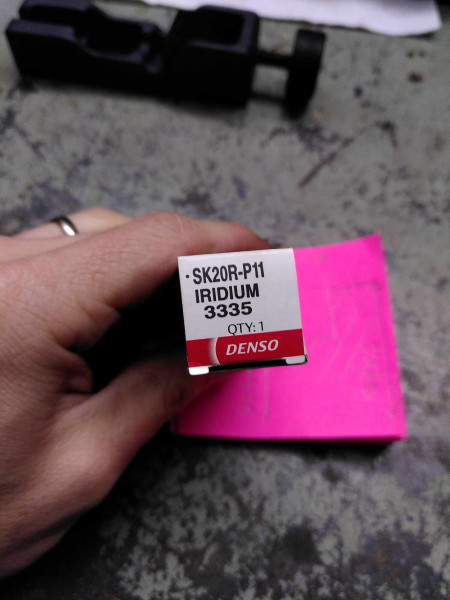 · SK20R-P11
IRIDIUM
3335
QTY: 1
DENSO